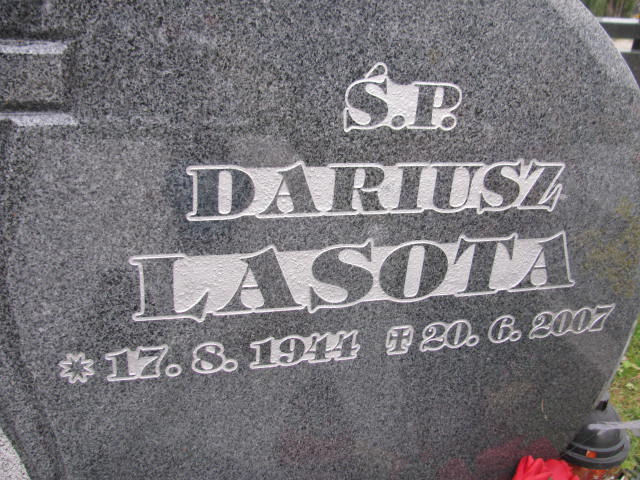 Ś.P.
DARIUSZ
LASOTA
* 17. 8. 1944 ✝ 20. 6. 2007